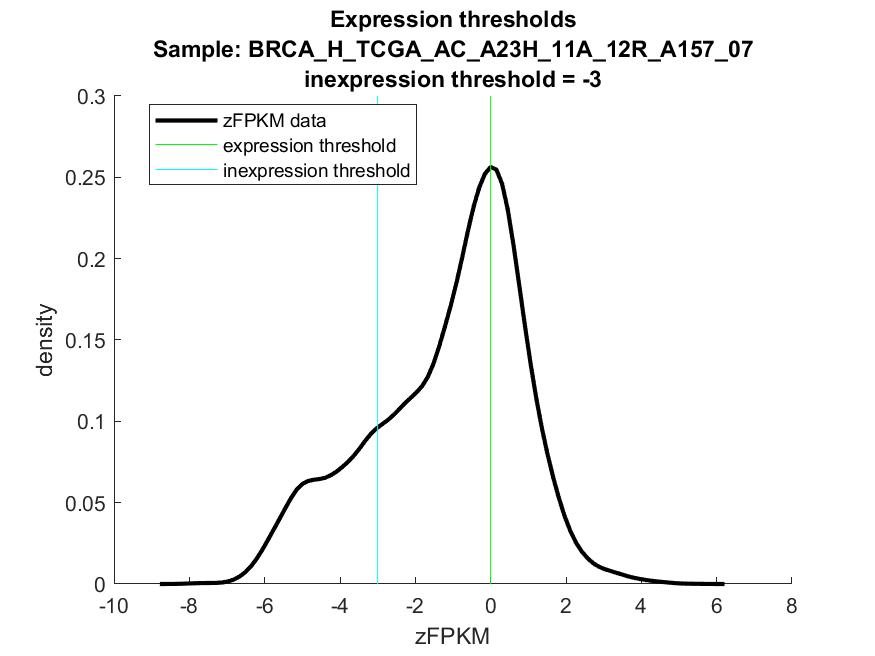 Expression thresholds
Sample: BRCA_H_TCGA_AC_A23H_11A_12R_A157_07
inexpression threshold = -3
zFPKM data
expression threshold
inexpression threshold
0.3
0.25
0.2
0.15
0.1
0.05
0
density
-10 -8 -6 -4 -2 0 2 4 6 8
zFPKM